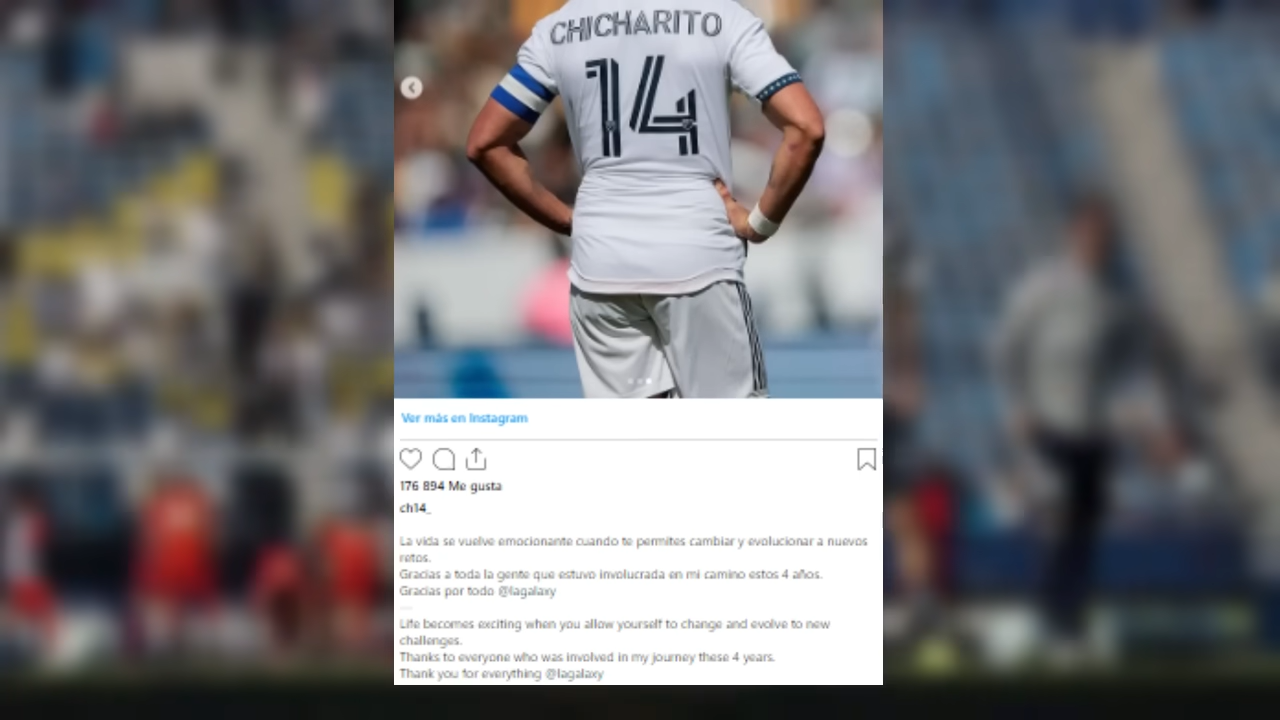 CHICHARITO
14
Ver más en Instagram
176 894 Me gusta
ch14_
La vida se vuelve emocionante cuando te permites cambiar y evolucionar a nuevos
retos.
Gracias a toda la gente que estuvo involucrada en mi camino estos 4 años.
Gracias por todo @lagalaxy
Life becomes exciting when you allow yourself to change and evolve to new
challenges.
Thanks to everyone who was involved in my journey these 4 years.
Thank you for everything @lagalaxy